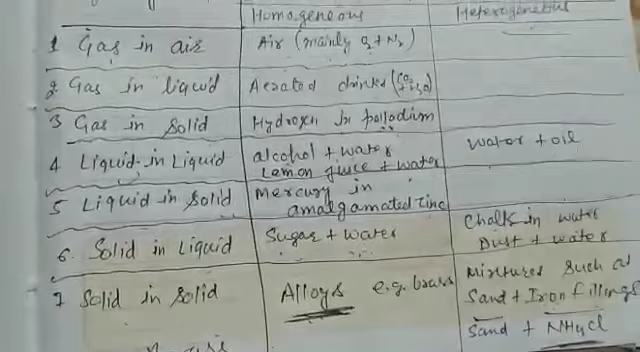 Homogeneous Heterogeneous
1 Gas in air Air (mainly O2 + N2)
2 Gas in liquid Aerated drinks (CO2 + H2O)
3 Gas in Solid Hydrogen in palladium
4 Liquid in Liquid alcohol + water Water + oil
Lemon juice + water
5 Liquid in Solid Mercury in
amalgamated zinc
6. Solid in Liquid Sugar + water Chalk in water
Dust + water
7 Solid in Solid Alloys e.g. brass Mixtures such as
Sand + Iron fillings
Sand + NH4Cl